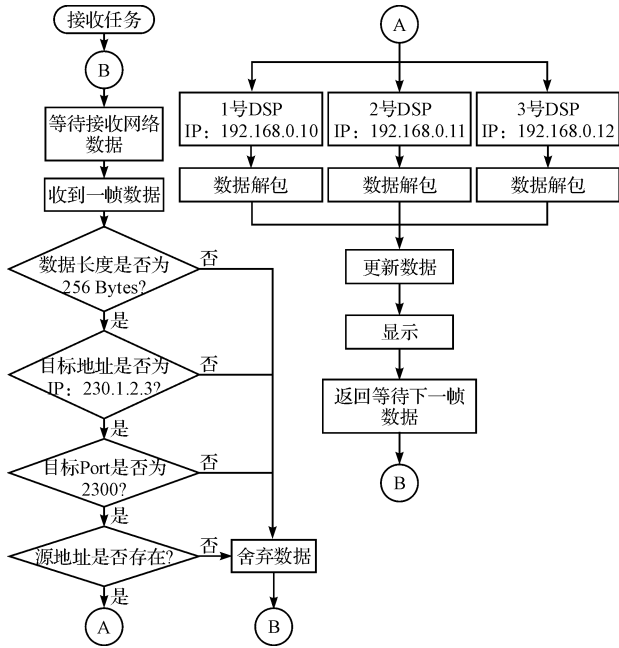 接收任务
B
等待接收网络
数据
收到一帧数据
数据长度是否为
256 Bytes?
否
是
目标地址是否为
IP：230.1.2.3?
否
是
目标Port是否为
2300?
否
是
源地址是否存在?
否
舍弃数据
是
A
B
A
1号DSP
IP：192.168.0.10
2号DSP
IP：192.168.0.11
3号DSP
IP：192.168.0.12
数据解包
数据解包
数据解包
更新数据
显示
返回等待下一帧
数据
B